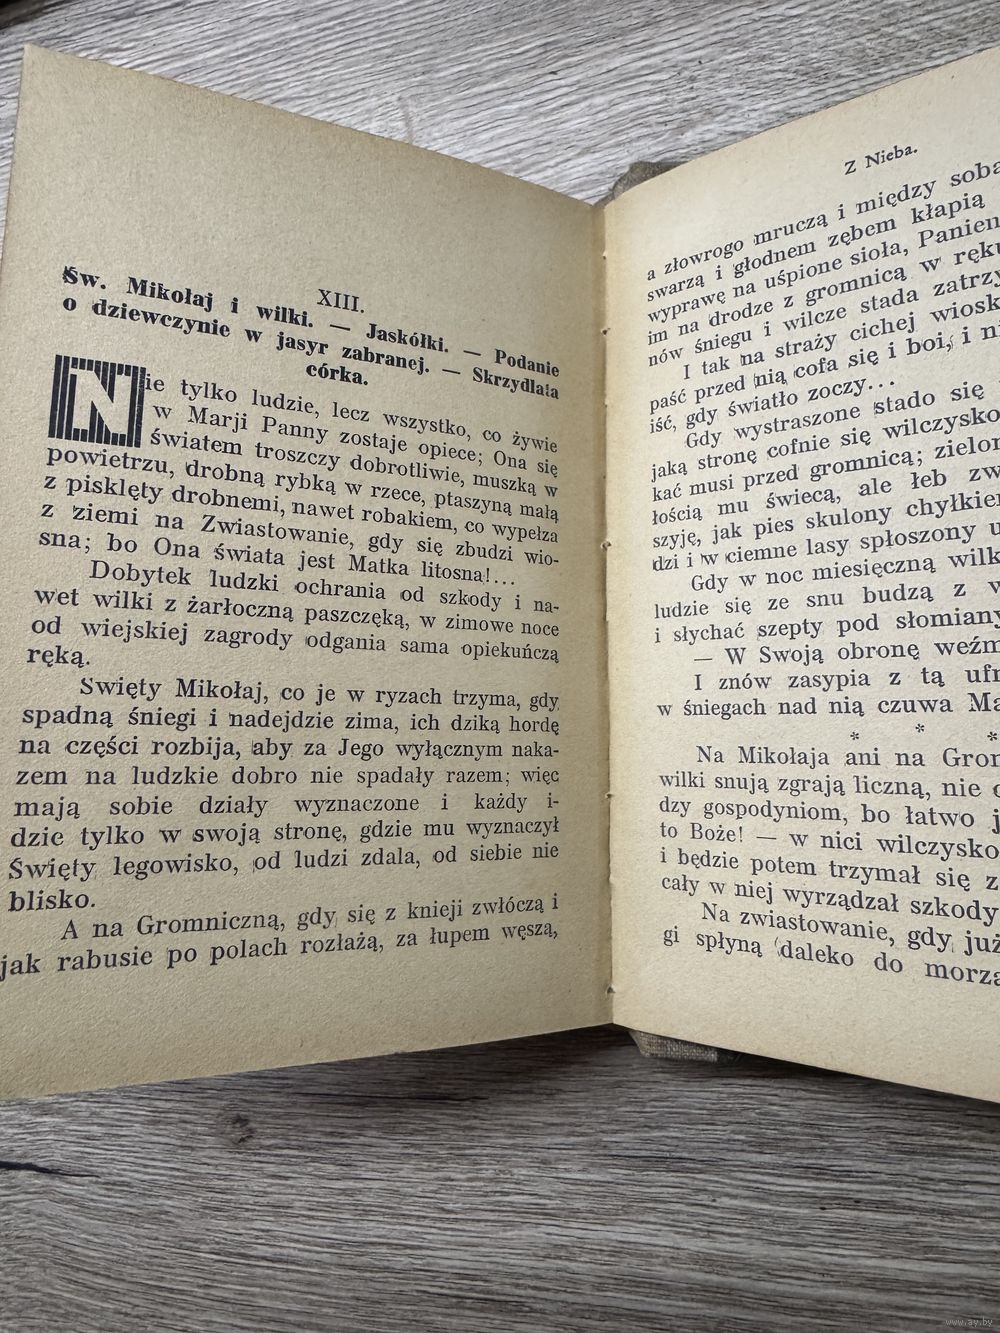 XIII.
Św. Mikołaj i wilki. — Jaskółki. — Podanie
o dziewczynie w jasyr zabranej. — Skrzydlata
córka.
Nie tylko ludzie, lecz wszystko, co żywie
w Marji Panny zostaje opiece; Ona się
światem troszczy dobrotliwie, muszką w
powietrzu, drobną rybką w rzece, ptaszyną małą
z pisklęty drobnemi, nawet robakiem, co wypełza
z ziemi na Zwiastowanie, gdy się zbudzi wio-
sna; bo Ona świata jest Matka litosna!...
Dobytek ludzki ochrania od szkody i na-
wet wilki z żarłoczną paszczęką, w zimowe noce
od wiejskiej zagrody odgania sama opiekuńczą
ręką.
Święty Mikołaj, co je w ryzach trzyma, gdy
spadną śniegi i nadejdzie zima, ich dziką hordę
na części rozbija, aby za Jego wyłącznym naka-
zem na ludzkie dobro nie spadały razem; więc
mają sobie działy wyznaczone i każdy i-
dzie tylko w swoją stronę, gdzie mu wyznaczył
Święty legowisko, od ludzi zdala, od siebie nie
blisko.
A na Gromniczną, gdy się z knieji zwłóczą i
jak rabusie po polach rozłażą, za łupem węszą,
Z Nieba.
a złowrogo mruczą i między sobą
swarzą i głodnem zębem kłapią
wyprawę na uśpione sioła, Panien
im na drodze z gromnicą w ręku
nów śniegu i wilcze stada zatrzy
I tak na straży cichej wiosk
paść przed nią cofa się i boi, i ni
iść, gdy światło zoczy...
Gdy wystraszone stado się
jaką stronę cofnie się wilczysko
kać musi przed gromnicą; zielon
łością mu świecą, ale łeb zw
szyję, jak pies skulony chyłkiem
dzi i w ciemne lasy spłoszony u
Gdy w noc miesięczną wilk
ludzie się ze snu budzą z w
i słychać szepty pod słomiany
— W Swoją obronę weźm
I znów zasypia z tą ufn
w śniegach nad nią czuwa Ma
* * *
Na Mikołaja ani na Grom
wilki snują zgrają liczną, nie
dzy gospodyniom, bo łatwo j
to Boże! — w nici wilczysko
i będzie potem trzymał się z
cały w niej wyrządzał szkody
Na zwiastowanie, gdy już
gi spłyną daleko do morza
www.ay.by